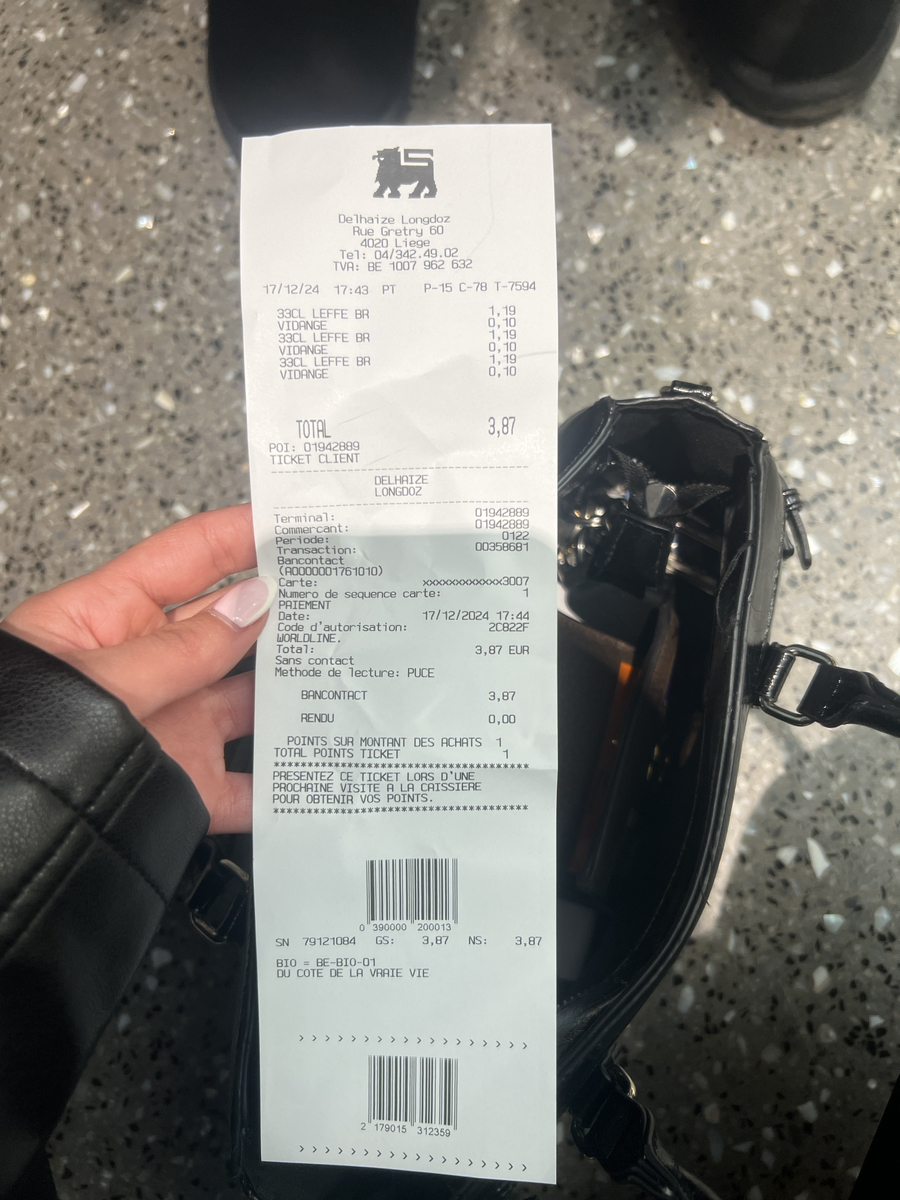 Delhaize Longdoz
Rue Gretry 60
4020 Liege
Tel: 04/342.49.02
TVA: BE 1007 962 632
17/12/24 17:43 PT P-15 C-78 T-7594
33CL LEFFE BR 1,19
VIDANGE 0,10
33CL LEFFE BR 1,19
VIDANGE 0,10
33CL LEFFE BR 1,19
VIDANGE 0,10
TOTAL 3,87
POI: 01942889
TICKET CLIENT
DELHAIZE
LONGDOZ
Terminal: 01942889
Commercant: 01942889
Periode: 0122
Transaction: 00358681
Bancontact
(A0000001761010)
Carte: xxxxxxxxxxxxx3007
Numero de sequence carte: 1
PAIEMENT
Date: 17/12/2024 17:44
Code d'autorisation: 2C822F
WORLDLINE.
Total: 3,87 EUR
Sans contact
Methode de lecture: PUCE
BANCONTACT 3,87
RENDU 0,00
POINTS SUR MONTANT DES ACHATS 1
TOTAL POINTS TICKET 1
************************************
PRESENTEZ CE TICKET LORS D'UNE
PROCHAINE VISITE A LA CAISSIERE
POUR OBTENIR VOS POINTS.
************************************
0 390000 200013
SN 79121084 GS: 3,87 NS: 3,87
BIO = BE-BIO-01
DU COTE DE LA VRAIE VIE
> > > > > > > > > > > > > > > >
2 179015 312359
> > > > > > > > > > > > > > > >